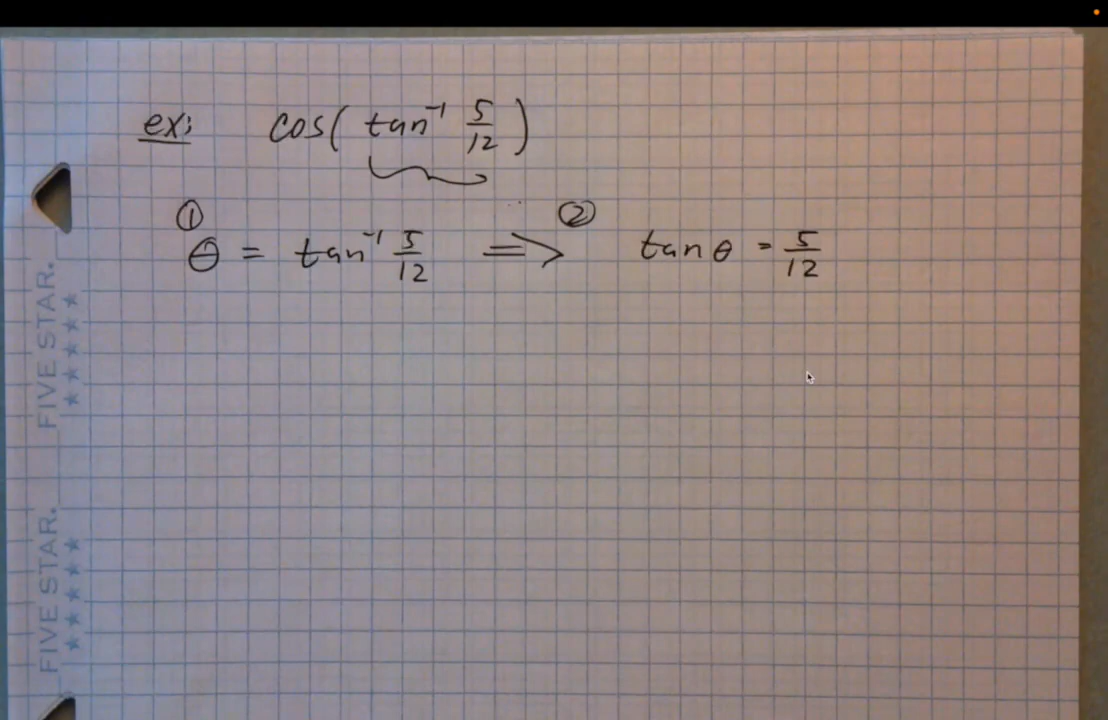 ex: cos( tan⁻¹ 5/12 )
① θ = tan⁻¹ 5/12 ⇒ ② tan θ = 5/12
FIVE STAR.
FIVE STAR.